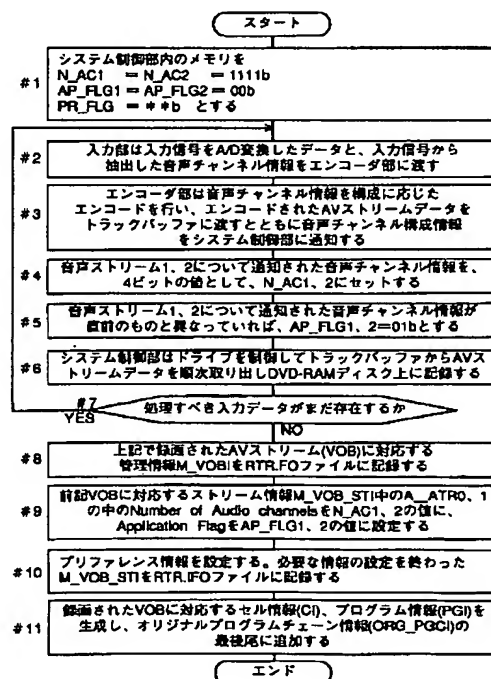 スタート
#1
システム制御部内のメモリを
N_AC1 = N_AC2 = 1111b
AP_FLG1 = AP_FLG2 = 00b
PR_FLG = **b とする
#2
入力部は入力信号をA/D変換したデータと、入力信号から
抽出した音声チャンネル情報をエンコーダ部に渡す
#3
エンコーダ部は音声チャンネル情報を構成に応じた
エンコードを行い、エンコードされたAVストリームデータを
トラックバッファに渡すとともに音声チャンネル構成情報
をシステム制御部に通知する
#4
音声ストリーム1、2について通知された音声チャンネル情報を、
4ビットの値として、N_AC1、2にセットする
#5
音声ストリーム1、2について通知された音声チャンネル情報が
直前のものと異なっていれば、AP_FLG1、2=01bとする
#6
システム制御部はドライブを制御してトラックバッファからAVス
トリームデータを順次取り出しDVD-RAMディスク上に記録する
#7
処理すべき入力データがまだ存在するか
YES
NO
#8
上記で録画されたAVストリーム(VOB)に対応する
管理情報M_VOBIをRTR.IFOファイルに記録する
#9
前記VOBに対応するストリーム情報M_VOB_STI中のA_ATR0、1
の中のNumber of Audio channelsをN_AC1、2の値に、
Application FlagをAP_FLG1、2の値に設定する
#10
プリファレンス情報を設定する。必要な情報の設定を終わった
M_VOB_STIをRTR.IFOファイルに記録する
#11
録画されたVOBに対応するセル情報(CI)、プログラム情報(PGI)を
生成し、オリジナルプログラムチェーン情報(ORG_PGCI)の
最後尾に追加する
エンド